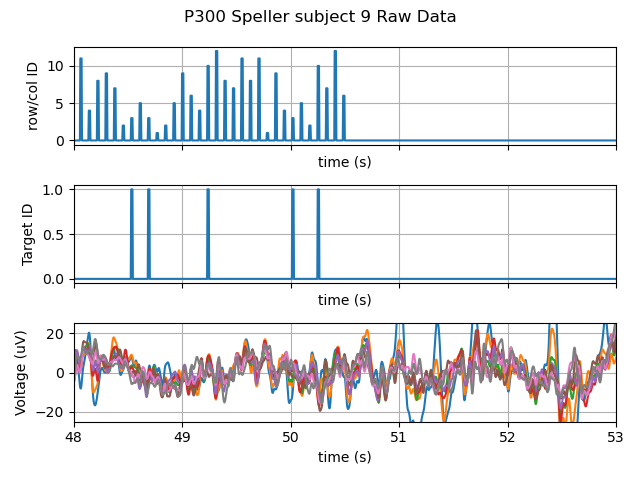 P300 Speller subject 9 Raw Data
row/col ID
10
5
0
time (s)
Target ID
1.0
0.5
0.0
time (s)
Voltage (uV)
20
0
−20
48 49 50 51 52 53
time (s)